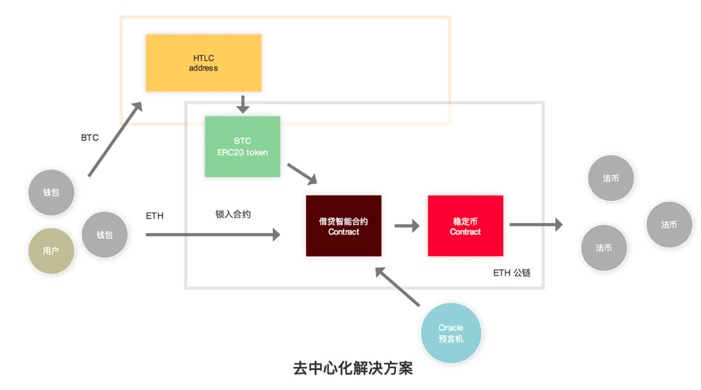 HTLC
address
BTC
BTC
ERC20 token
钱包
ETH
锁入合约
钱包
用户
借贷智能合约
Contract
稳定币
Contract
法币
法币
法币
ETH 公链
Oracle
预言机
去中心化解决方案